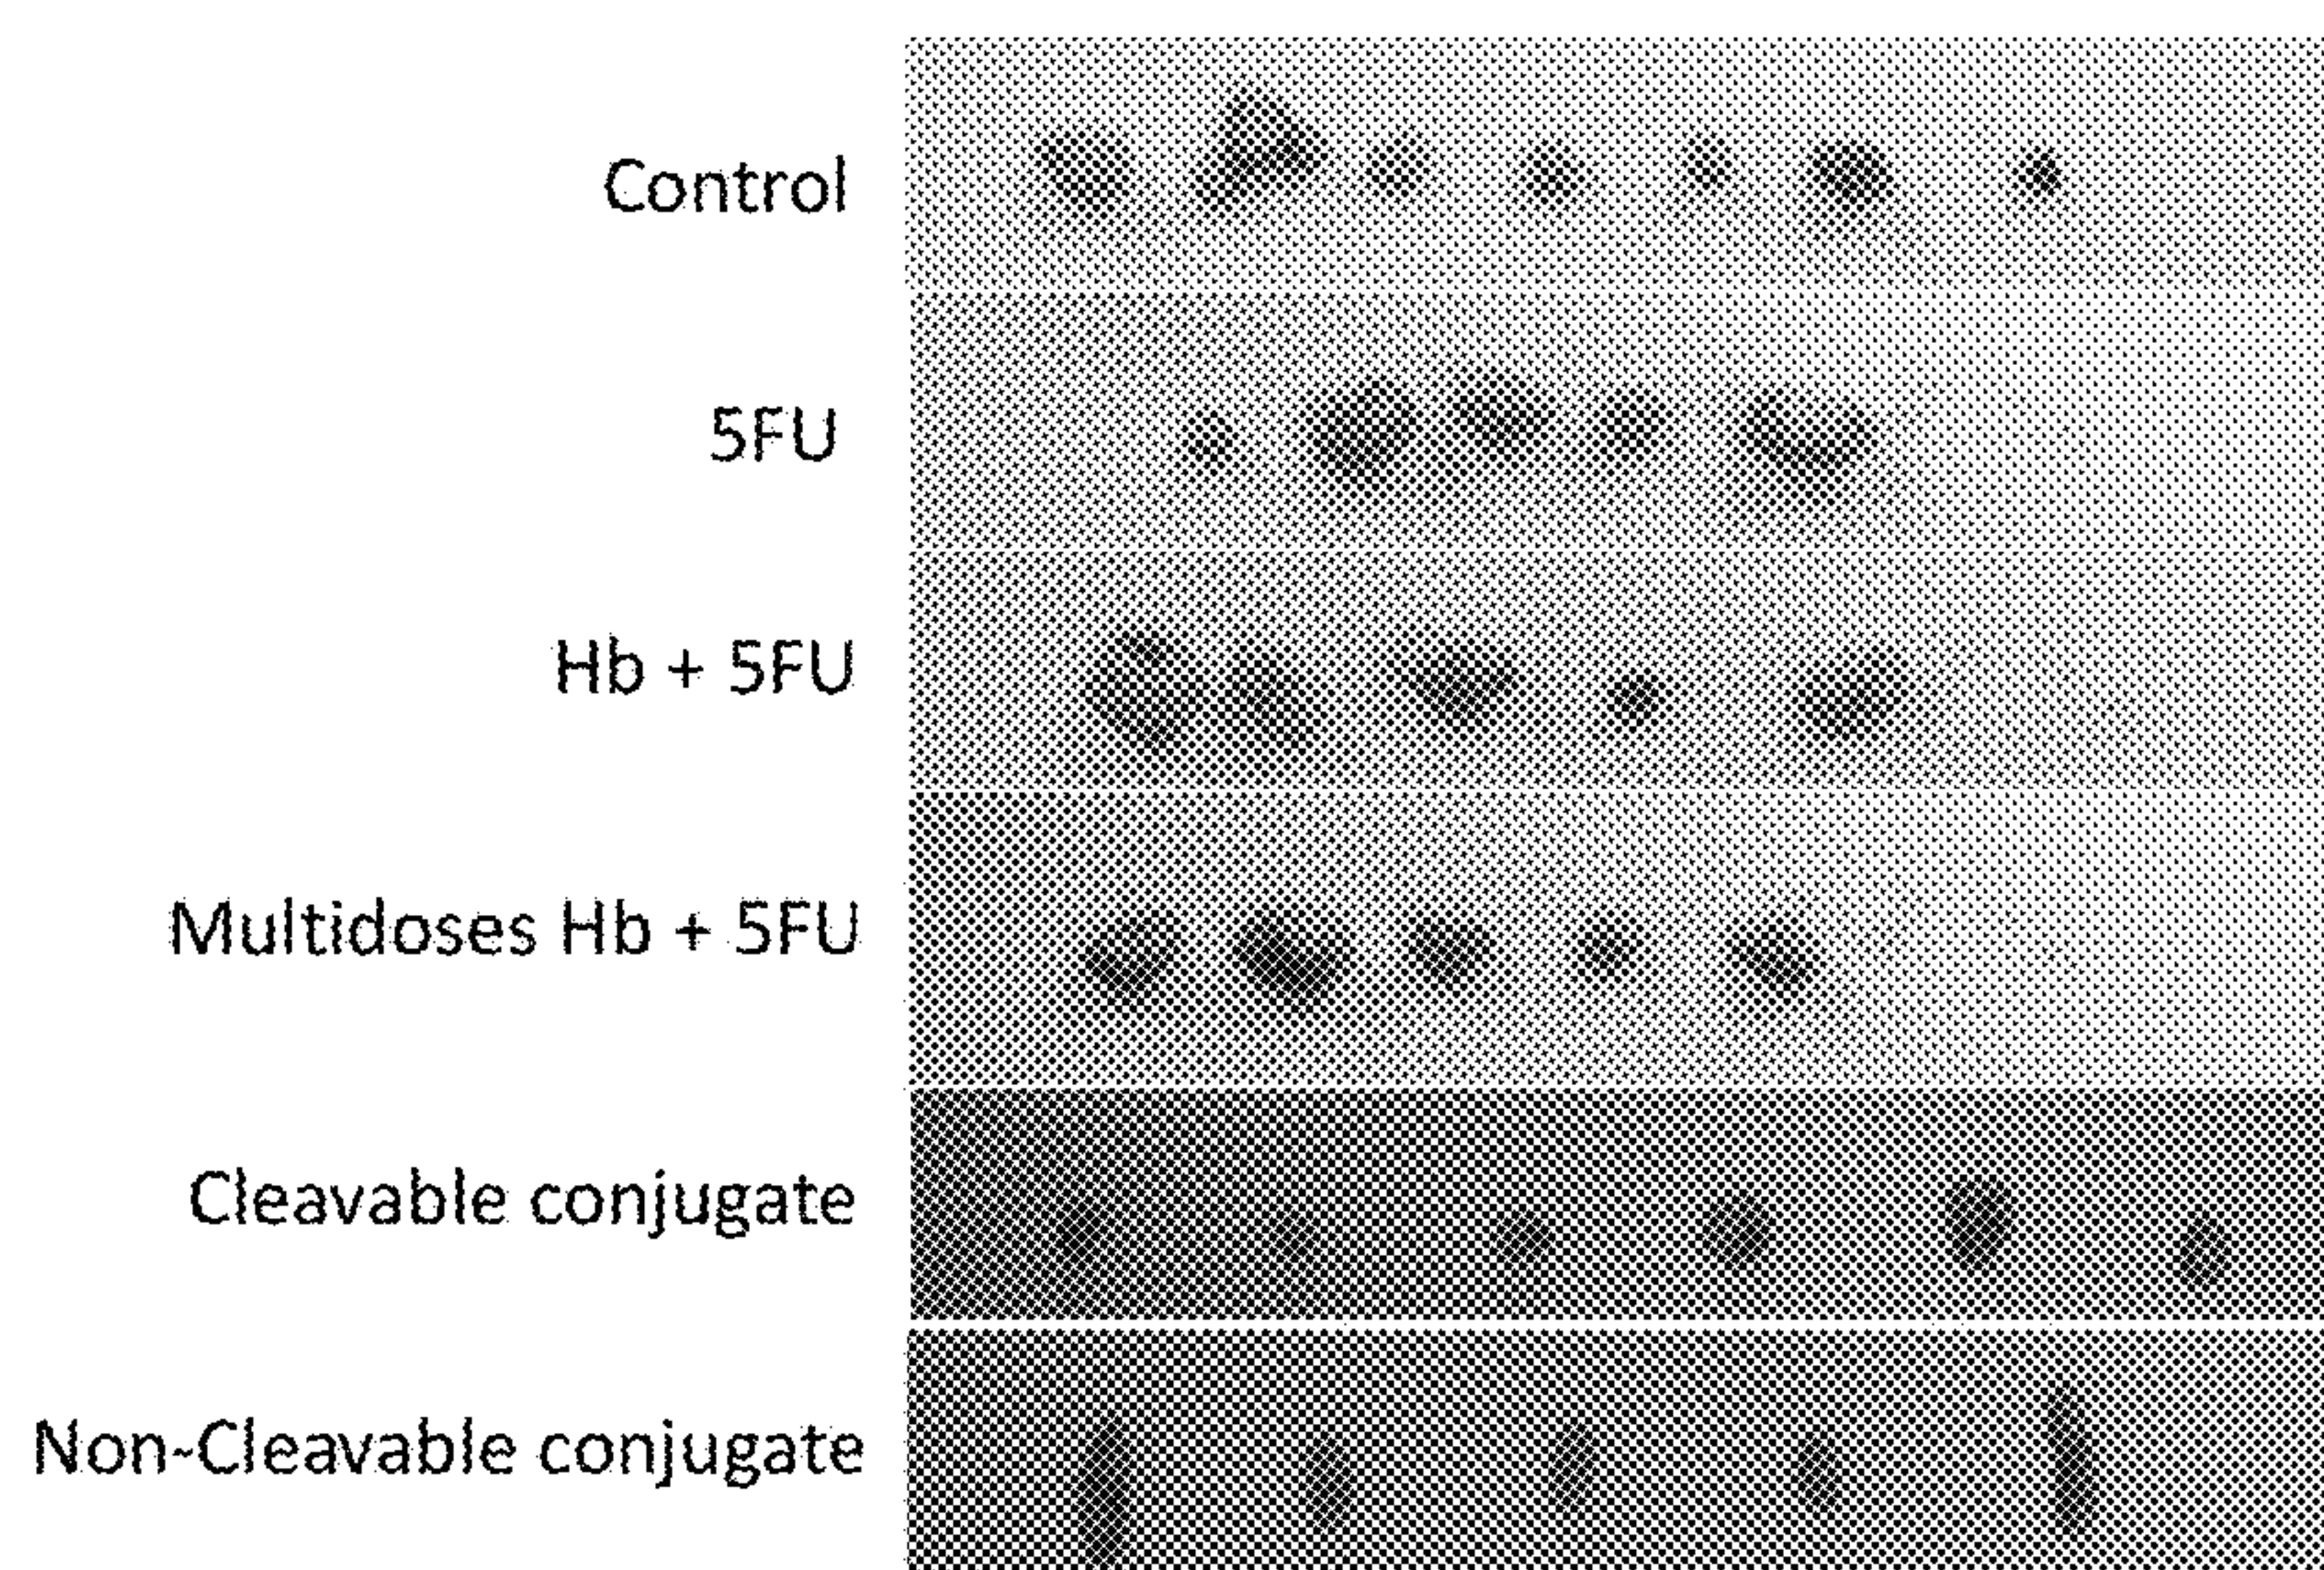 Control
5FU
Hb + 5FU
Multidoses Hb + 5FU
Cleavable conjugate
Non-Cleavable conjugate